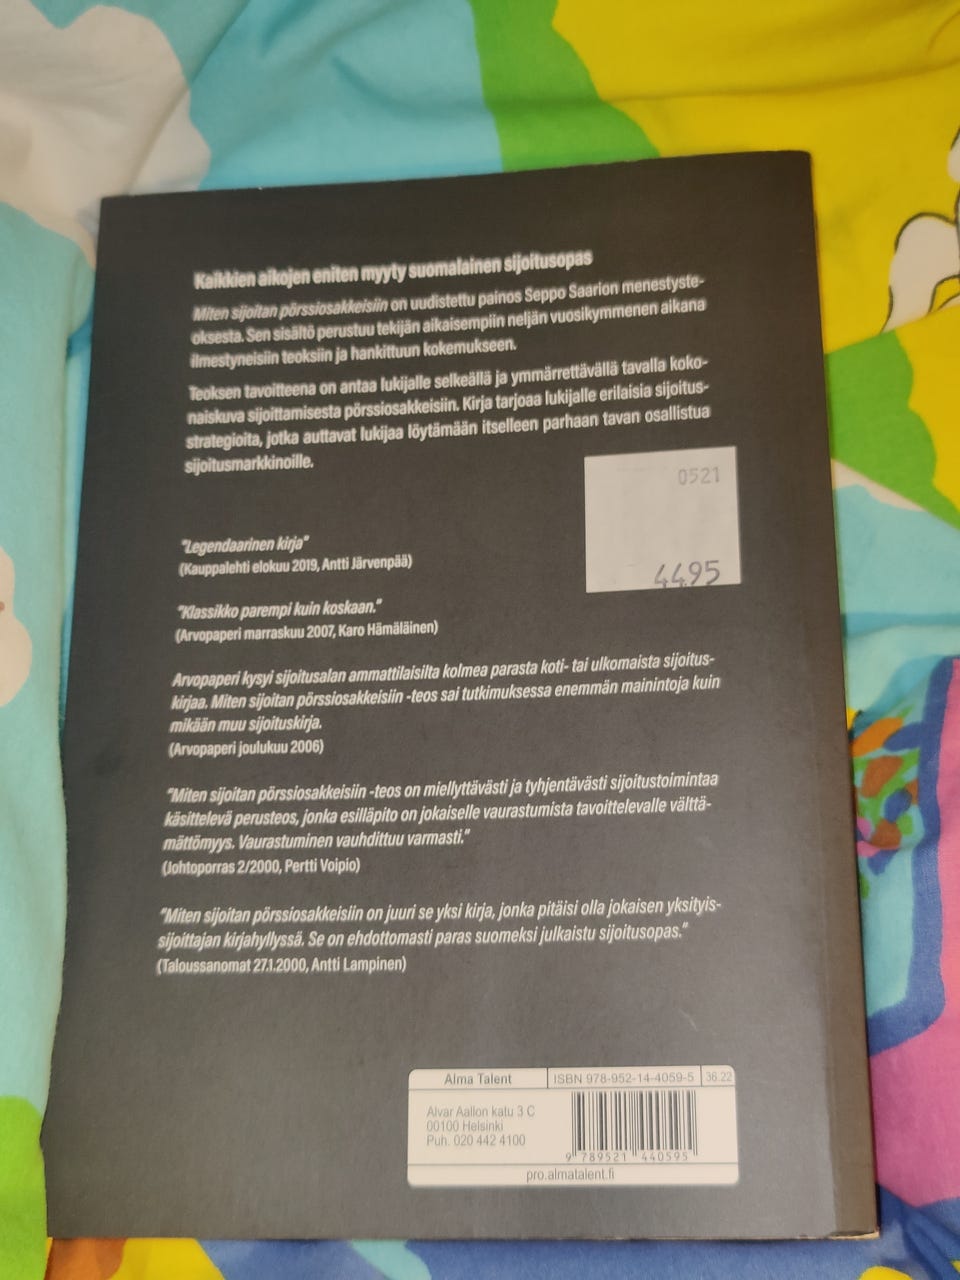 Kaikkien aikojen eniten myyty suomalainen sijoitusopas
Miten sijoitan pörssiosakkeisiin on uudistettu painos Seppo Saarion menestyste-
oksesta. Sen sisältö perustuu tekijän aikaisempiin neljän vuosikymmenen aikana
ilmestyneisiin teoksiin ja hankittuun kokemukseen.
Teoksen tavoitteena on antaa lukijalle selkeällä ja ymmärrettävällä tavalla koko-
naiskuva sijoittamisesta pörssiosakkeisiin. Kirja tarjoaa lukijalle erilaisia sijoitus-
strategioita, jotka auttavat lukijaa löytämään itselleen parhaan tavan osallistua
sijoitusmarkkinoille.
0521
44.95
"Legendaarinen kirja"
(Kauppalehti elokuu 2019, Antti Järvenpää)
"Klassikko parempi kuin koskaan."
(Arvopaperi marraskuu 2007, Karo Hämäläinen)
Arvopaperi kysyi sijoitusalan ammattilaisilta kolmea parasta koti- tai ulkomaista sijoitus-
kirjaa. Miten sijoitan pörssiosakkeisiin -teos sai tutkimuksessa enemmän mainintoja kuin
mikään muu sijoituskirja.
(Arvopaperi joulukuu 2006)
"Miten sijoitan pörssiosakkeisiin -teos on miellyttävästi ja tyhjentävästi sijoitustoimintaa
käsittelevä perusteos, jonka esilläpito on jokaiselle vaurastumista tavoittelevalle välttä-
mättömyys. Vaurastuminen vauhdittuu varmasti."
(Johtoporras 2/2000, Pertti Voipio)
"Miten sijoitan pörssiosakkeisiin on juuri se yksi kirja, jonka pitäisi olla jokaisen yksityis-
sijoittajan kirjahyllyssä. Se on ehdottomasti paras suomeksi julkaistu sijoitusopas."
(Taloussanomat 27.1.2000, Antti Lampinen)
Alma Talent ISBN 978-952-14-4059-5 36.22
Alvar Aallon katu 3 C
00100 Helsinki
Puh. 020 442 4100
9 789521 440595
pro.almatalent.fi